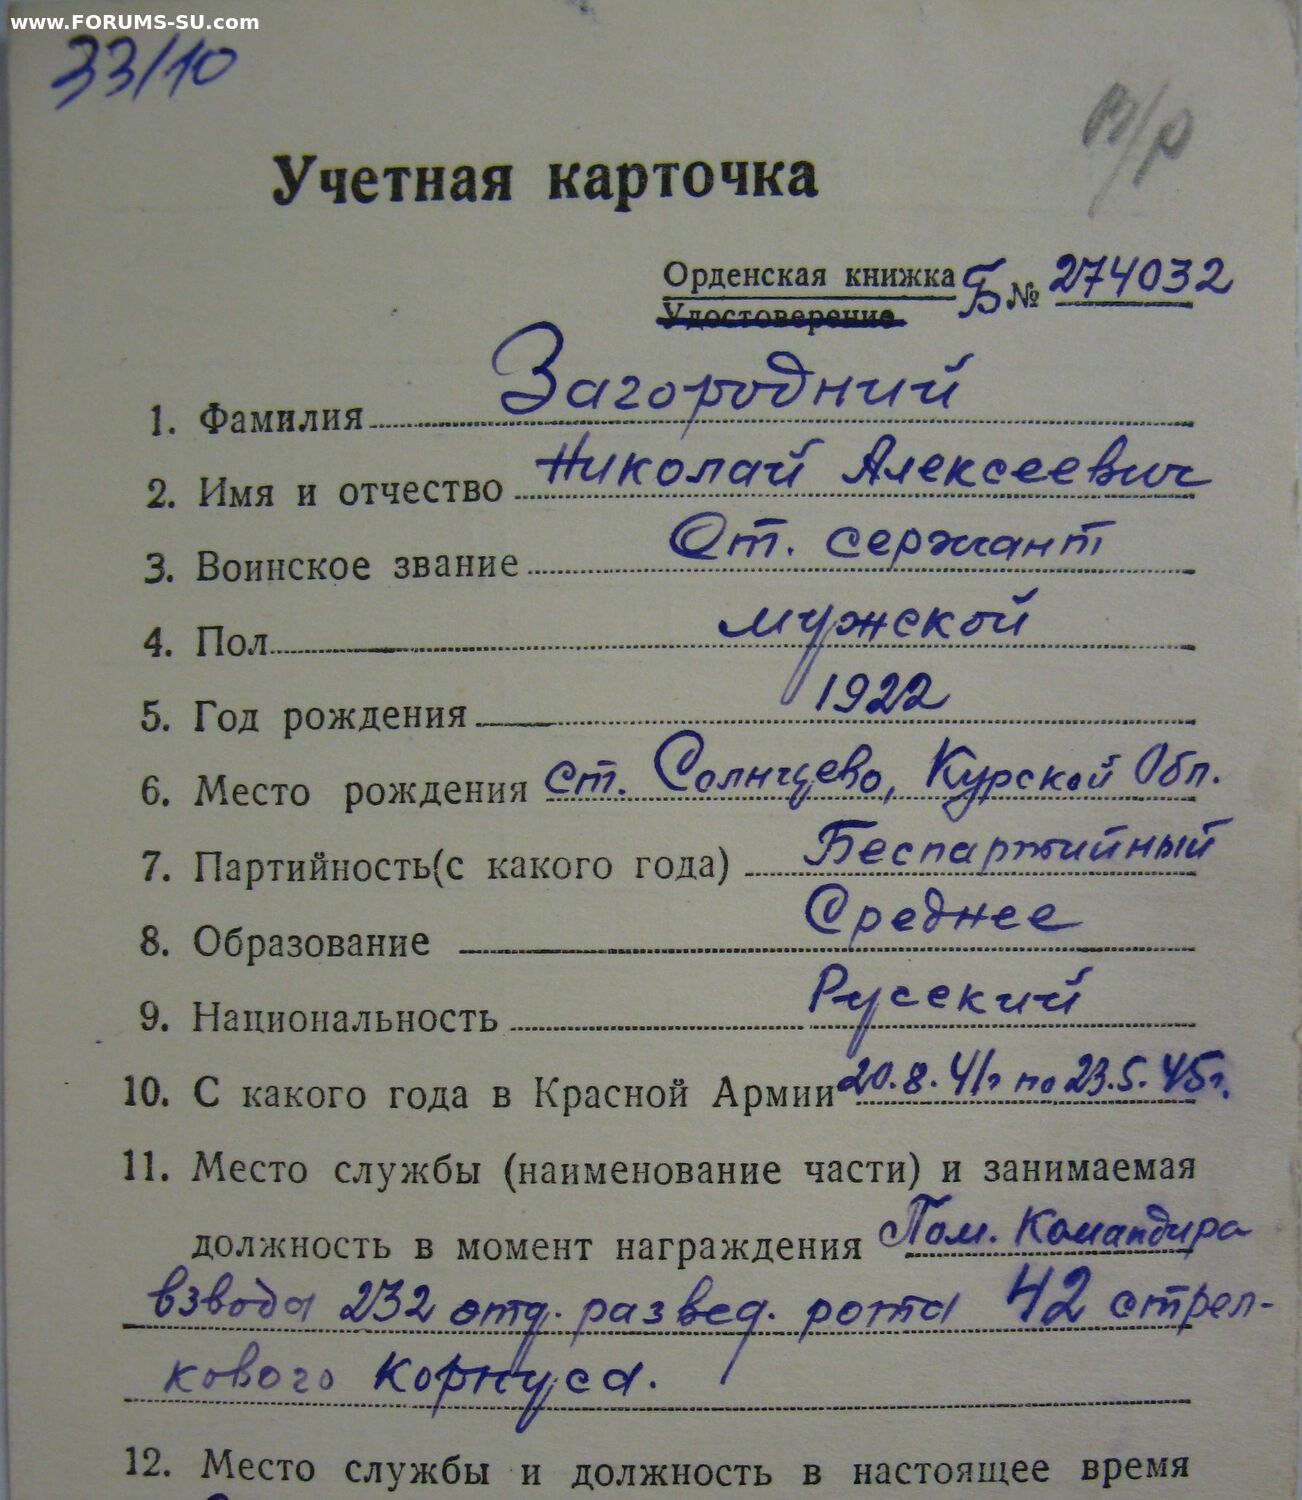 www.FORUMS-SU.com
33/10
в/р
Учетная карточка
Орденская книжка Б № 274032
Удостоверение
1. Фамилия Загородний
2. Имя и отчество Николай Алексеевич
3. Воинское звание Ст. сержант
4. Пол мужской
5. Год рождения 1922
6. Место рождения ст. Солнцево, Курской Обл.
7. Партийность(с какого года) Беспартийный
8. Образование Среднее
9. Национальность Русский
10. С какого года в Красной Армии 20.8.41г по 23.5.45г.
11. Место службы (наименование части) и занимаемая
должность в момент награждения Пом. Командира
взвода 232 отд. развед. рота 42 стрел-
кового корпуса.
12. Место службы и должность в настоящее время